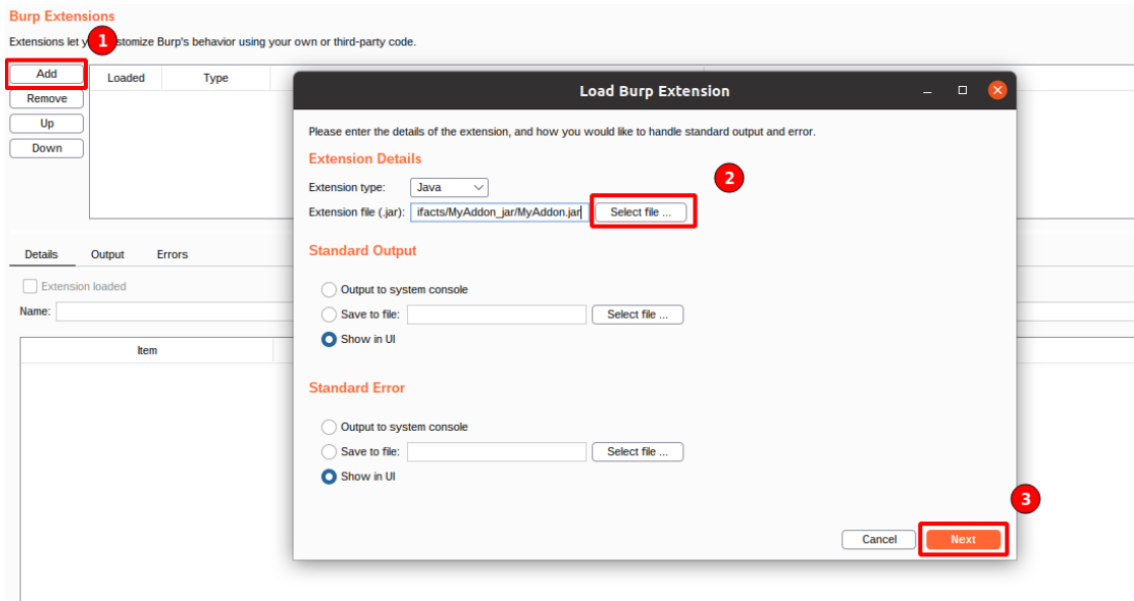 Burp Extensions
Extensions let y 1 stomize Burp's behavior using your own or third-party code.
Add
Loaded Type
Remove
Up
Down
Load Burp Extension
Please enter the details of the extension, and how you would like to handle standard output and error.
Extension Details
2
Extension type: Java
Extension file (.jar): ifacts/MyAddon_jar/MyAddon.jar Select file ...
Standard Output
Output to system console
Save to file: Select file ...
Show in UI
Standard Error
Output to system console
Save to file: Select file ...
Show in UI
3
Cancel Next
Details Output Errors
Extension loaded
Name:
Item